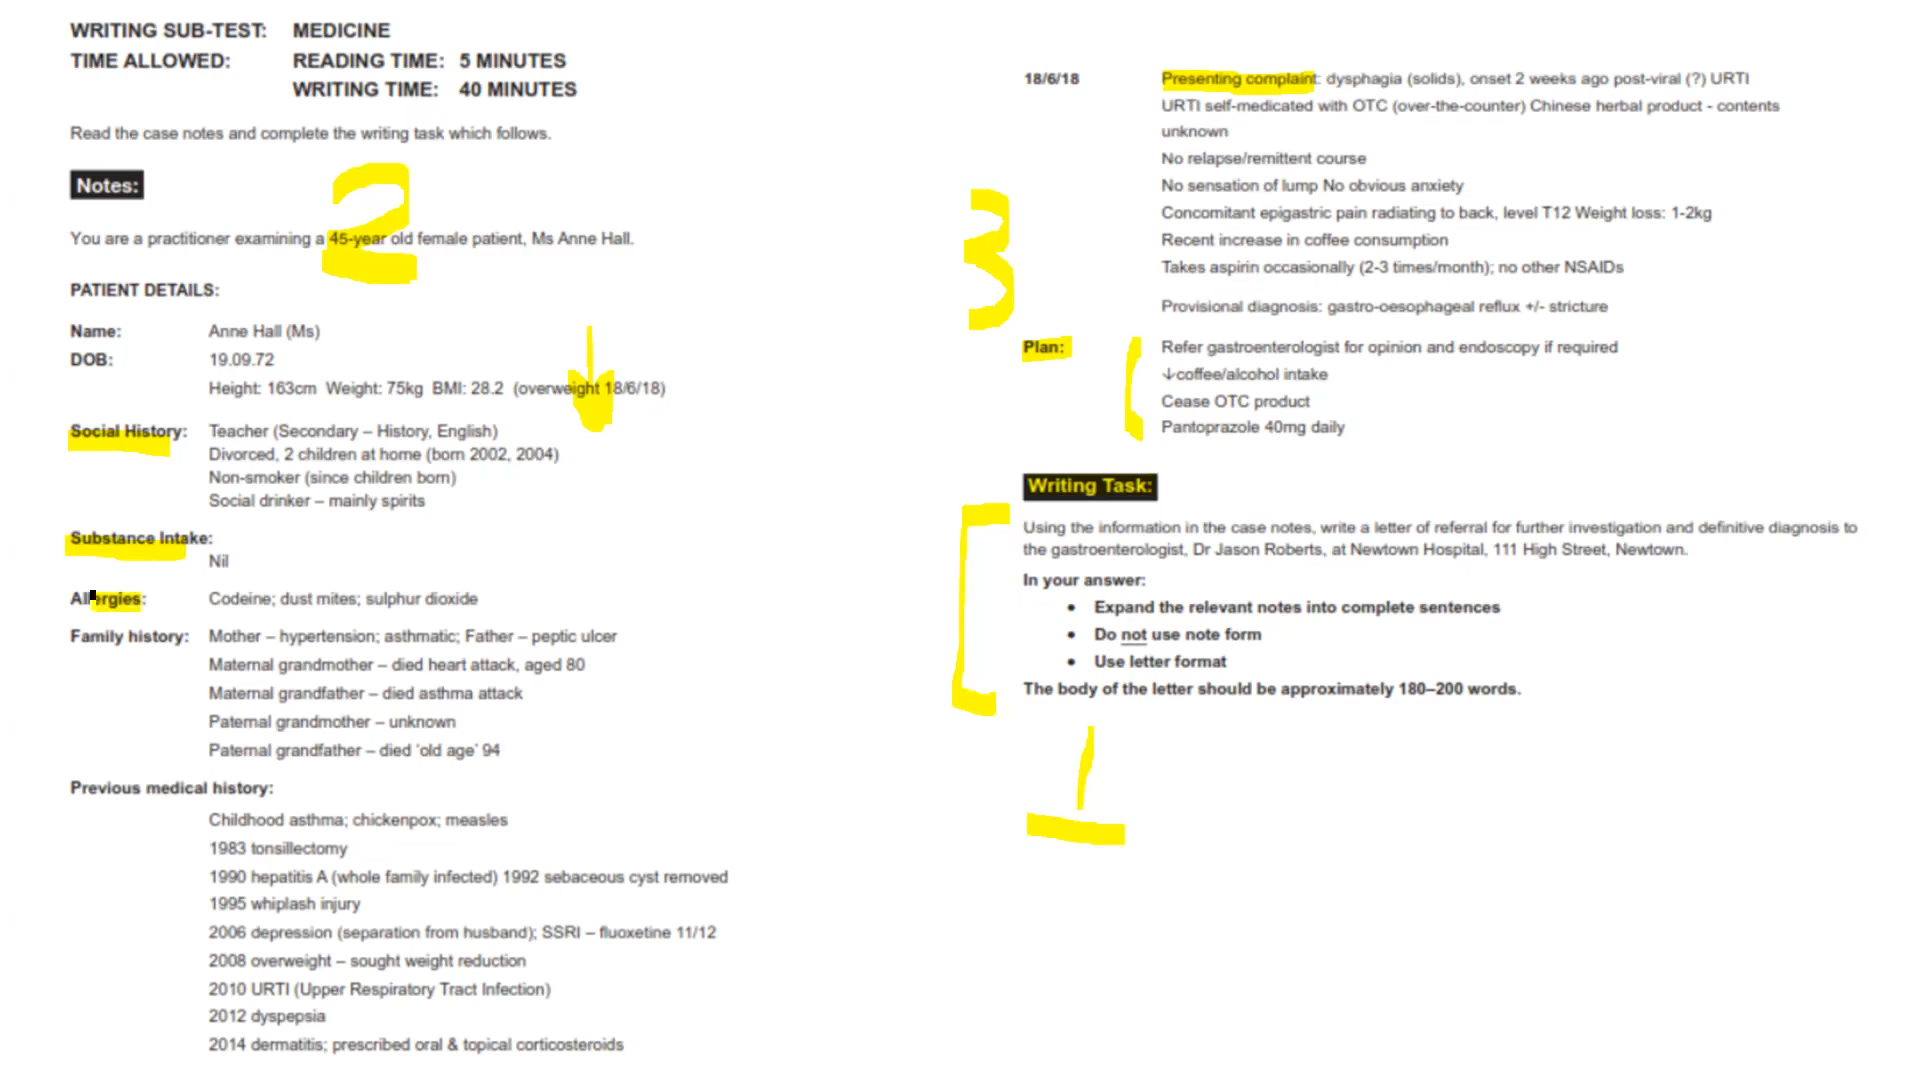 WRITING SUB-TEST: MEDICINE
TIME ALLOWED: READING TIME: 5 MINUTES
WRITING TIME: 40 MINUTES
Read the case notes and complete the writing task which follows.
Notes:
2
You are a practitioner examining a 45-year old female patient, Ms Anne Hall.
PATIENT DETAILS:
Name: Anne Hall (Ms)
DOB: 19.09.72
Height: 163cm Weight: 75kg BMI: 28.2 (overweight 18/6/18)
Social History: Teacher (Secondary – History, English)
Divorced, 2 children at home (born 2002, 2004)
Non-smoker (since children born)
Social drinker – mainly spirits
Substance Intake:
Nil
Allergies: Codeine; dust mites; sulphur dioxide
Family history: Mother – hypertension; asthmatic; Father – peptic ulcer
Maternal grandmother – died heart attack, aged 80
Maternal grandfather – died asthma attack
Paternal grandmother – unknown
Paternal grandfather – died ‘old age’ 94
Previous medical history:
Childhood asthma; chickenpox; measles
1983 tonsillectomy
1990 hepatitis A (whole family infected) 1992 sebaceous cyst removed
1995 whiplash injury
2006 depression (separation from husband); SSRI – fluoxetine 11/12
2008 overweight – sought weight reduction
2010 URTI (Upper Respiratory Tract Infection)
2012 dyspepsia
2014 dermatitis; prescribed oral & topical corticosteroids
18/6/18 Presenting complaint: dysphagia (solids), onset 2 weeks ago post-viral (?) URTI
URTI self-medicated with OTC (over-the-counter) Chinese herbal product - contents
unknown
No relapse/remittent course
No sensation of lump No obvious anxiety
Concomitant epigastric pain radiating to back, level T12 Weight loss: 1-2kg
Recent increase in coffee consumption
Takes aspirin occasionally (2-3 times/month); no other NSAIDs
3
Provisional diagnosis: gastro-oesophageal reflux +/- stricture
Plan: Refer gastroenterologist for opinion and endoscopy if required
↓coffee/alcohol intake
Cease OTC product
Pantoprazole 40mg daily
Writing Task:
Using the information in the case notes, write a letter of referral for further investigation and definitive diagnosis to
the gastroenterologist, Dr Jason Roberts, at Newtown Hospital, 111 High Street, Newtown.
In your answer:
• Expand the relevant notes into complete sentences
• Do not use note form
• Use letter format
The body of the letter should be approximately 180–200 words.
1